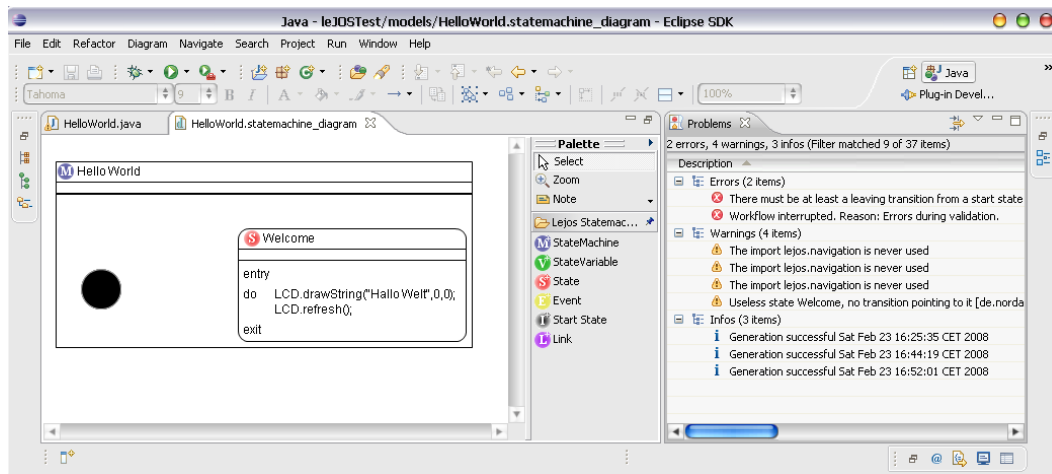 Java - leJOSTest/models/HelloWorld.statemachine_diagram - Eclipse SDK
File Edit Refactor Diagram Navigate Search Project Run Window Help
Java
Tahoma 9 B I A 100% Plug-in Devel...
HelloWorld.java HelloWorld.statemachine_diagram
Hello World
Welcome
entry
do LCD.drawString("Hallo Welt",0,0);
LCD.refresh();
exit
Palette
Select
Zoom
Note
Lejos Statemac...
StateMachine
StateVariable
State
Event
Start State
Link
Problems
2 errors, 4 warnings, 3 infos (Filter matched 9 of 37 items)
Description
Errors (2 items)
There must be at least a leaving transition from a start state
Workflow interrupted. Reason: Errors during validation.
Warnings (4 items)
The import lejos.navigation is never used
The import lejos.navigation is never used
The import lejos.navigation is never used
Useless state Welcome, no transition pointing to it [de.norda
Infos (3 items)
Generation successful Sat Feb 23 16:25:35 CET 2008
Generation successful Sat Feb 23 16:44:19 CET 2008
Generation successful Sat Feb 23 16:52:01 CET 2008